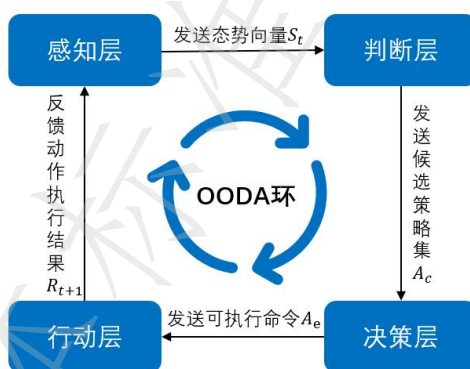 感知层
发送态势向量S_t
判断层
反馈动作执行结果R_{t+1}
OODA环
发送候选策略集A_c
行动层
发送可执行命令A_e
决策层